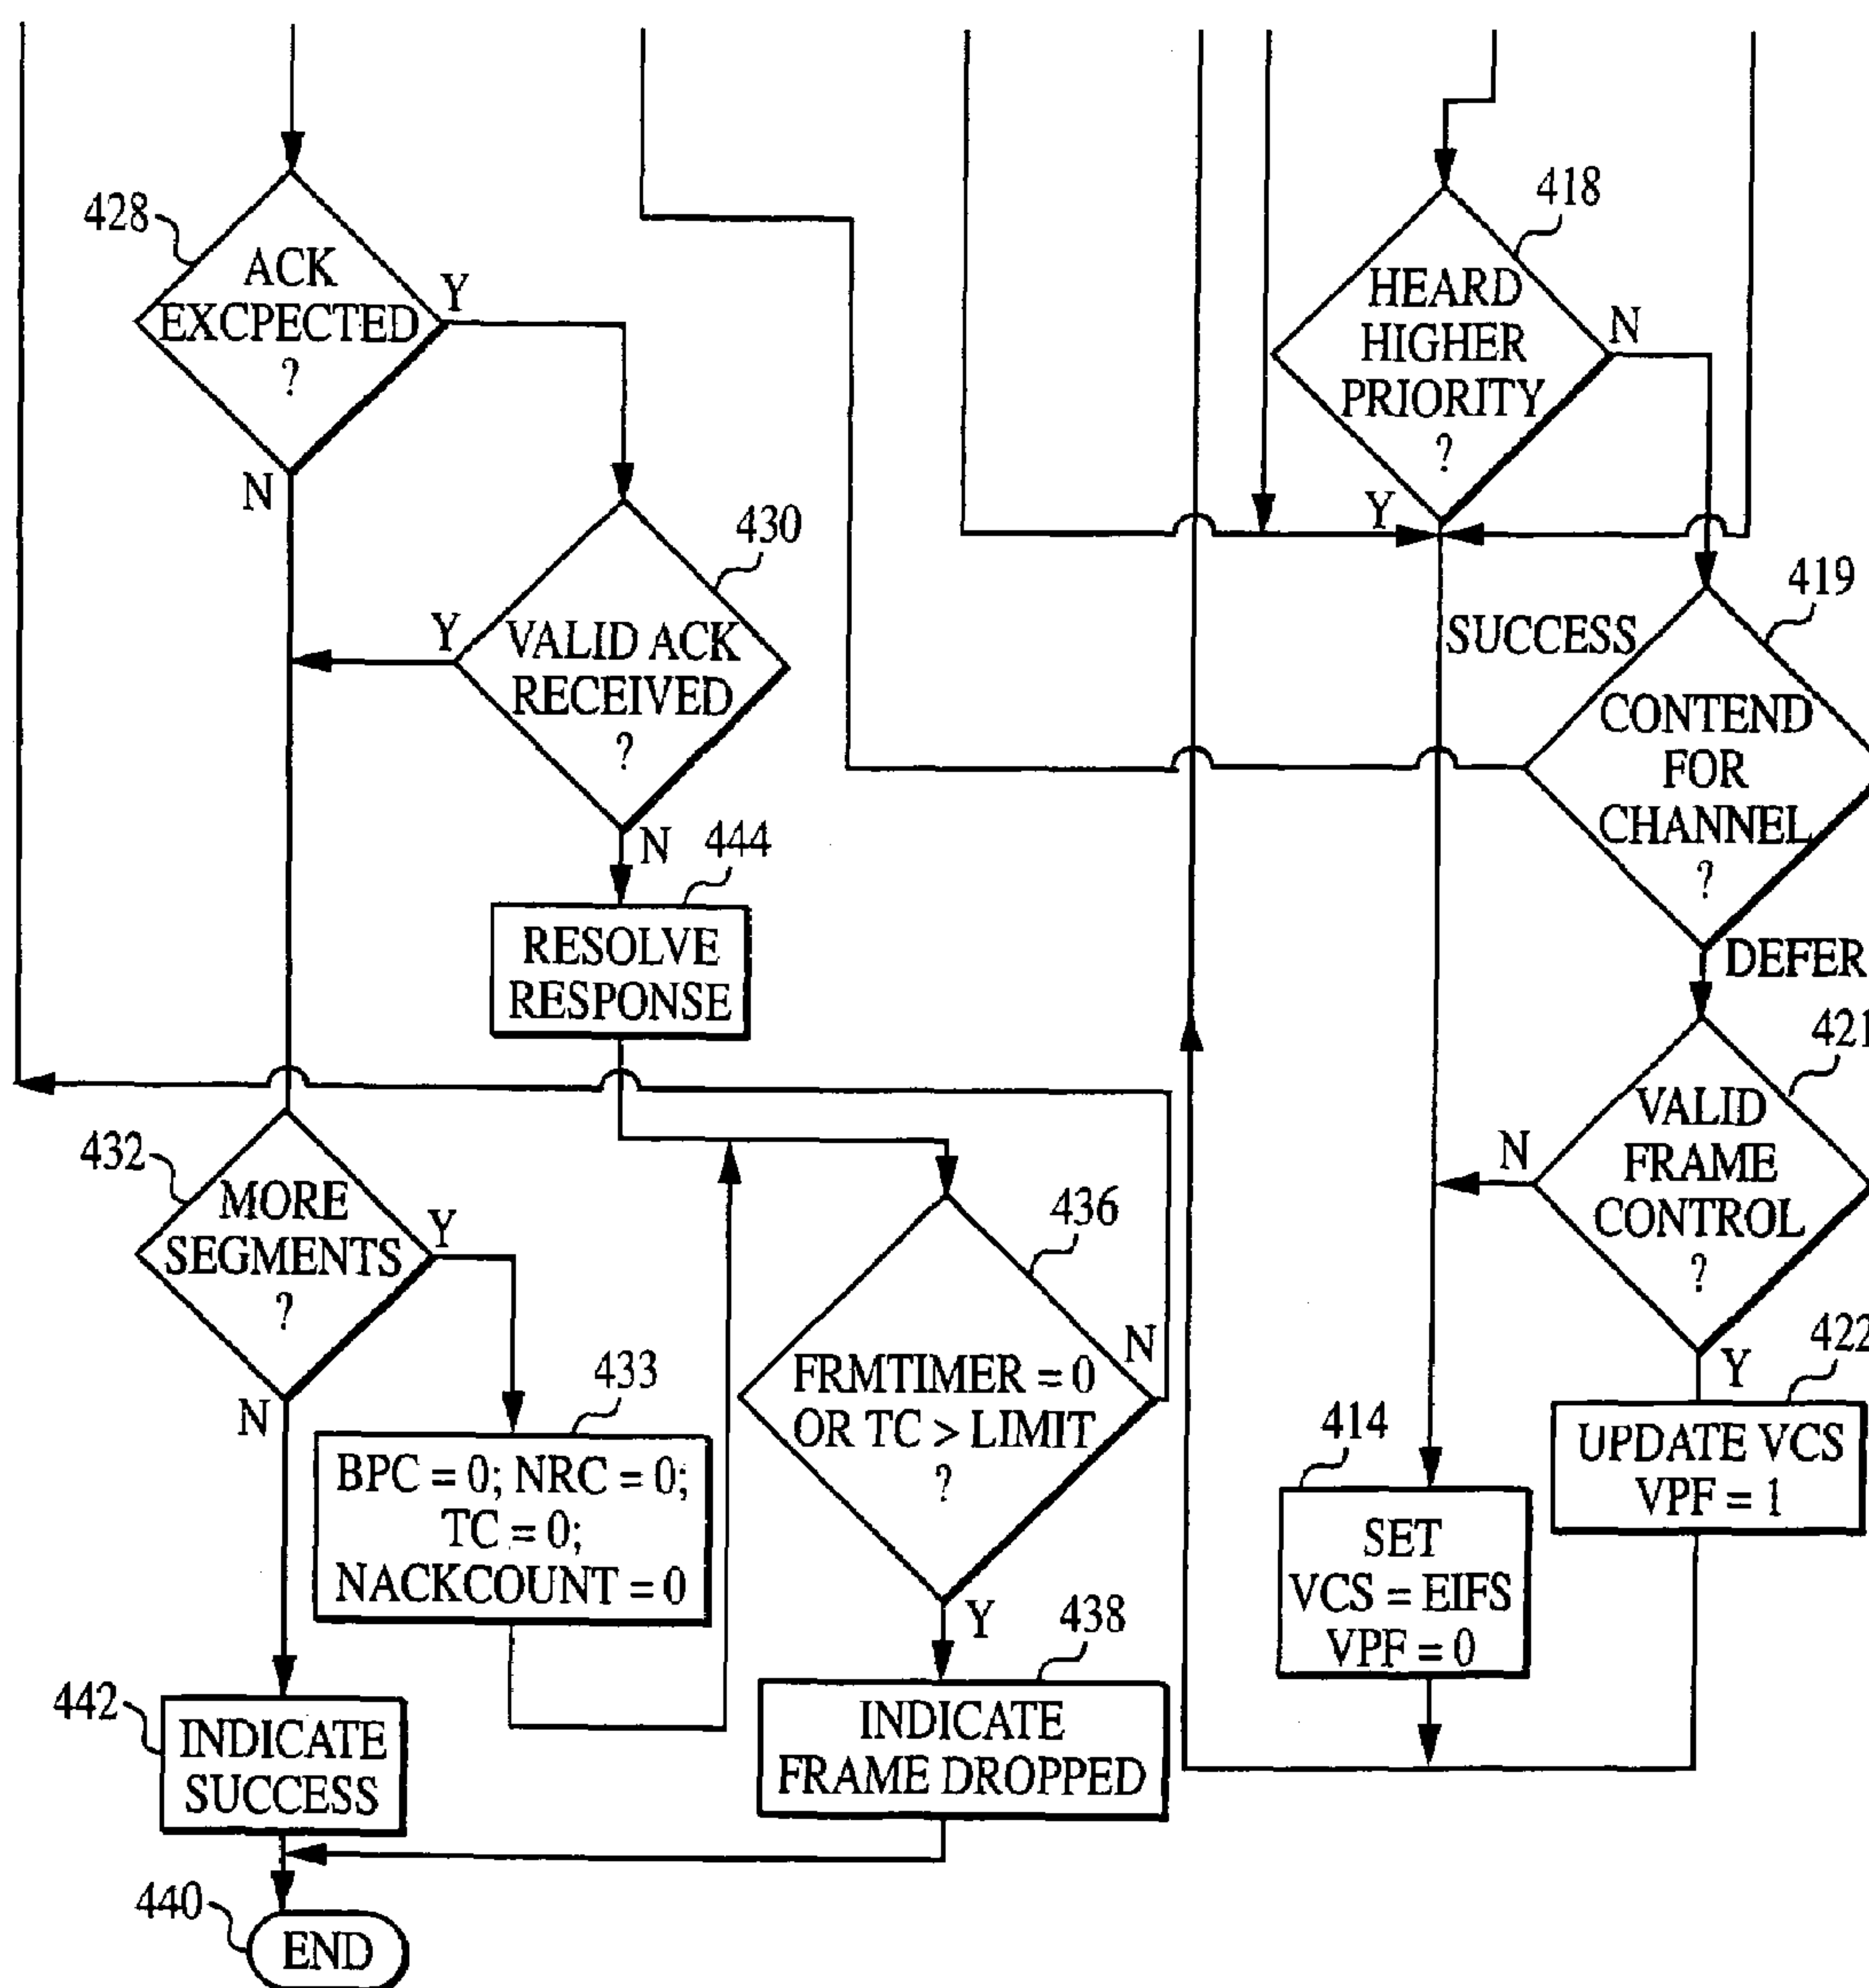 428
ACK
EXCPECTED
?
Y
N
418
HEARD
HIGHER
PRIORITY
?
N
Y
430
VALID ACK
RECEIVED
?
Y
N
419
SUCCESS
CONTEND
FOR
CHANNEL
?
DEFER
444
RESOLVE
RESPONSE
421
VALID
FRAME
CONTROL
?
N
Y
432
MORE
SEGMENTS
?
Y
N
436
FRMTIMER = 0
OR TC > LIMIT
?
N
Y
433
BPC = 0; NRC = 0;
TC = 0;
NACKCOUNT = 0
422
UPDATE VCS
VPF = 1
414
SET
VCS = EIFS
VPF = 0
442
INDICATE
SUCCESS
438
INDICATE
FRAME DROPPED
440
END